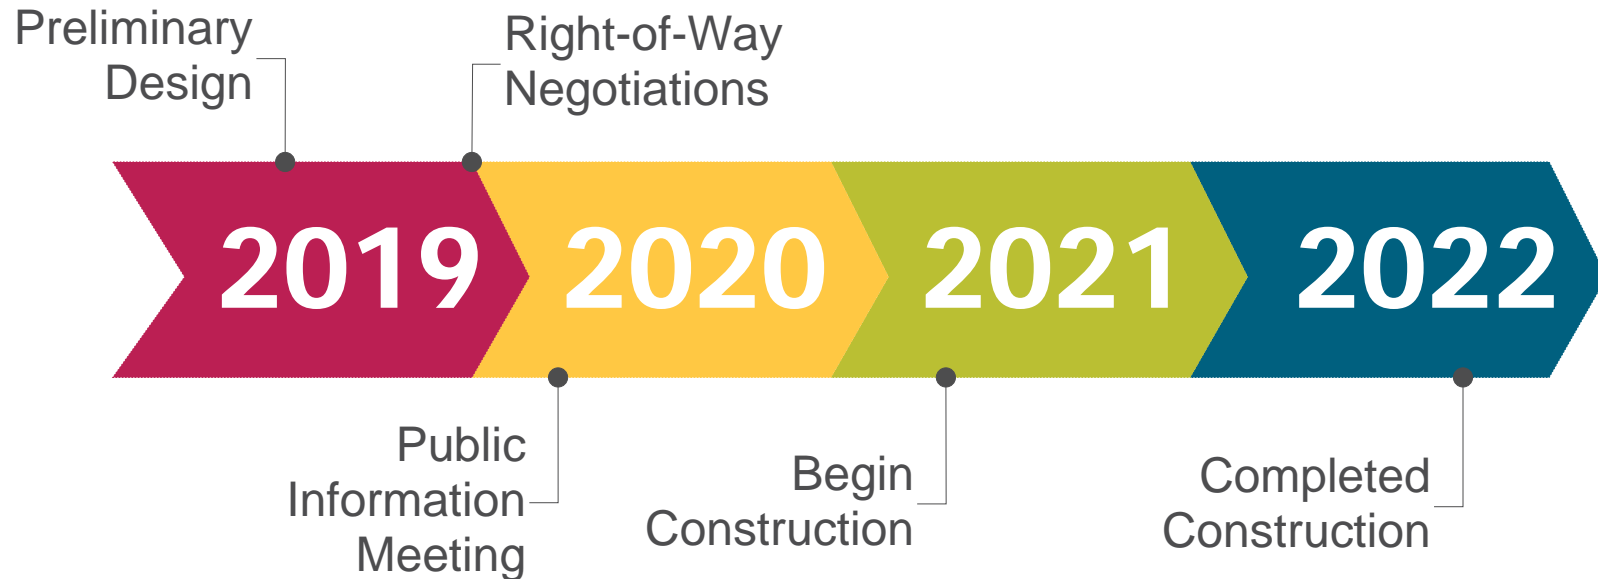 Preliminary
Design
Right-of-Way
Negotiations
2019
2020
2021
2022
Public
Information
Meeting
Begin
Construction
Completed
Construction